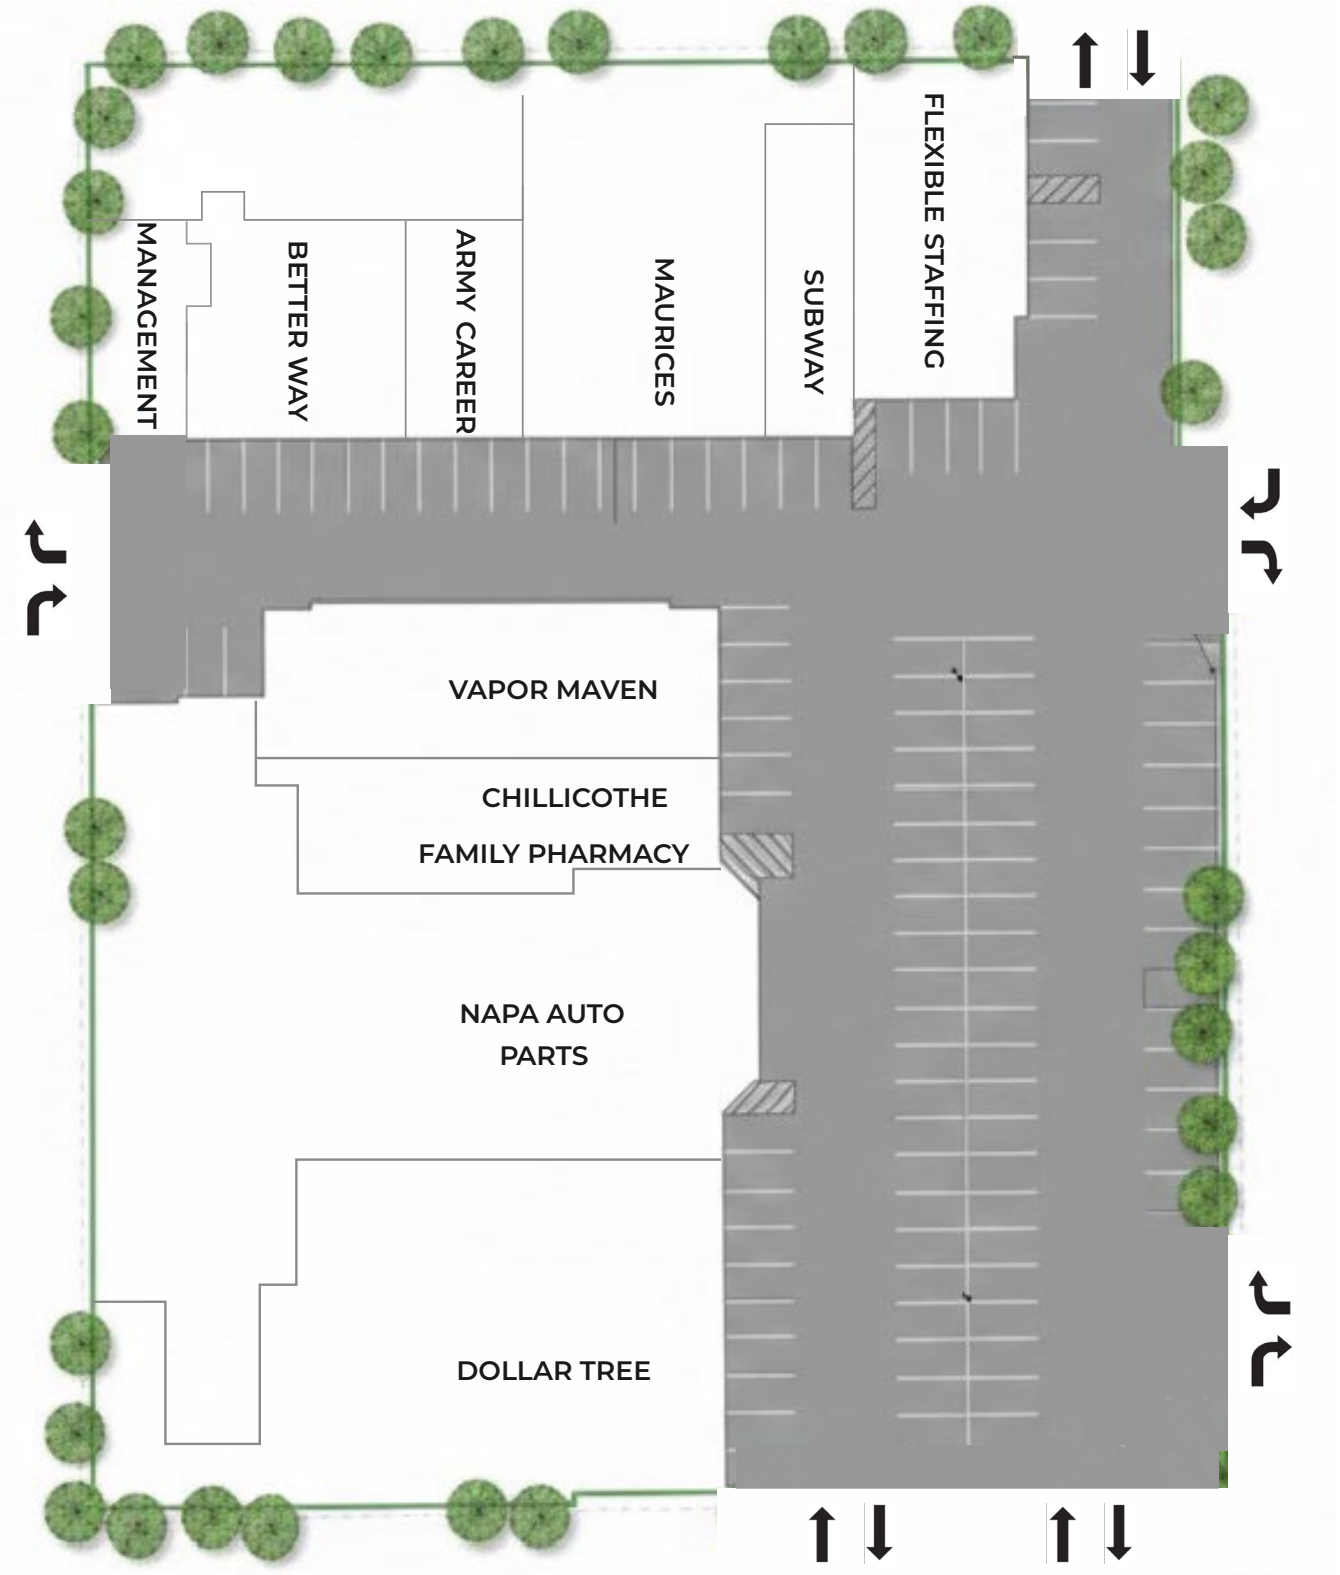 MANAGEMENT
BETTER WAY
ARMY CAREER
MAURICES
SUBWAY
FLEXIBLE STAFFING
VAPOR MAVEN
CHILLICOTHE
FAMILY PHARMACY
NAPA AUTO
PARTS
DOLLAR TREE